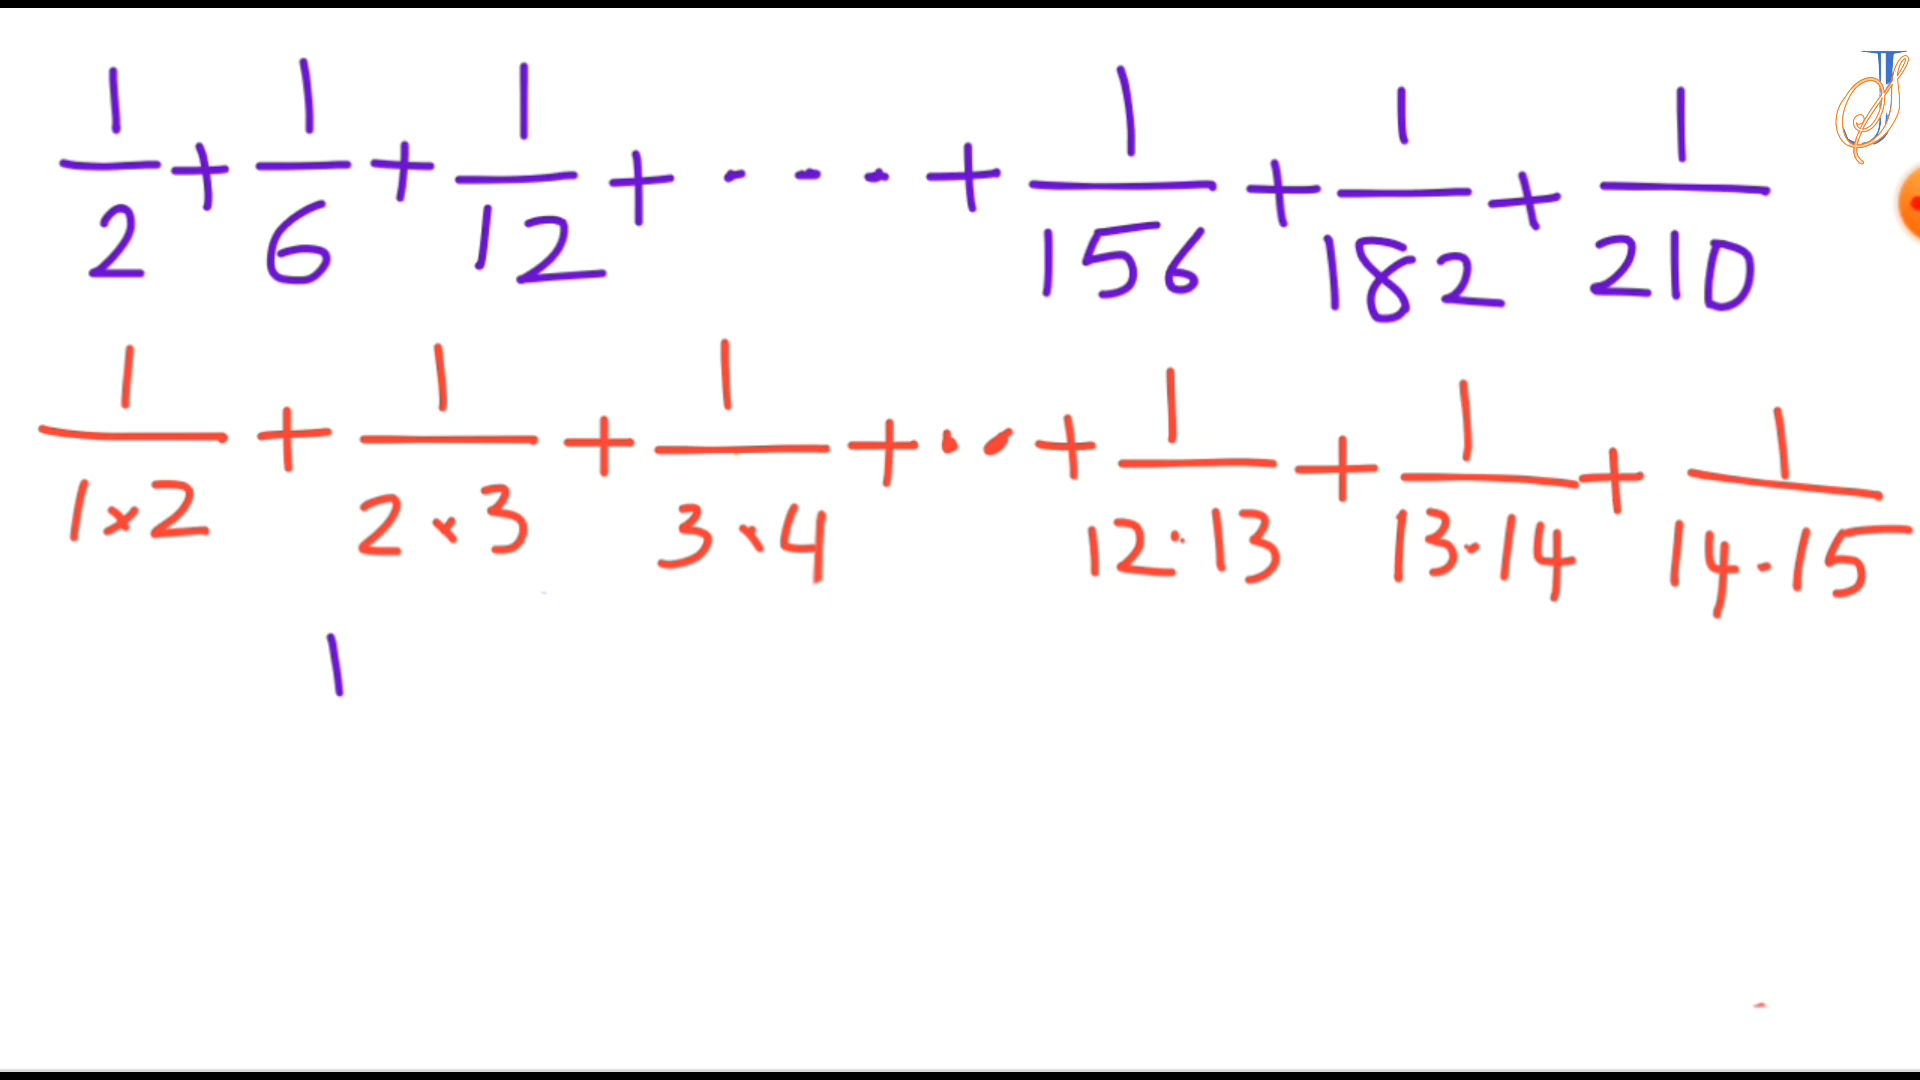 1/2 + 1/6 + 1/12 + ... + 1/156 + 1/182 + 1/210
1/(1×2) + 1/(2×3) + 1/(3×4) + ·· + 1/(12·13) + 1/(13·14) + 1/(14·15)
1